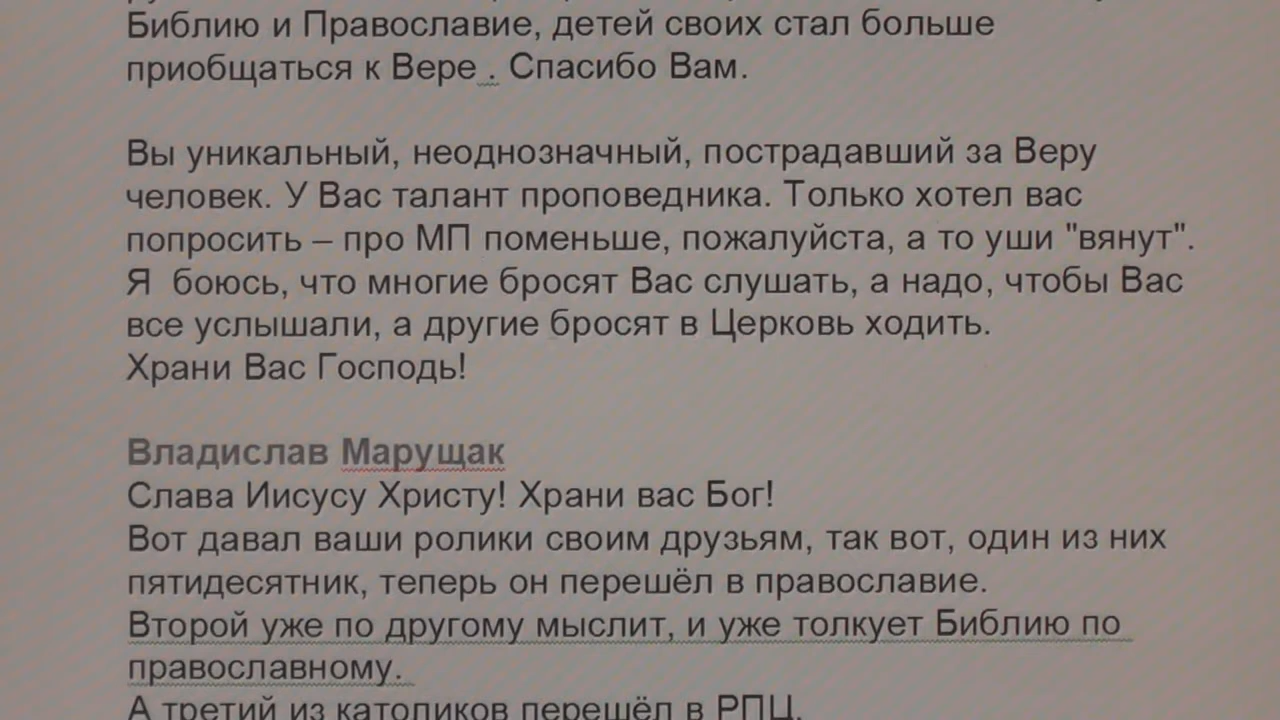 Библию и Православие, детей своих стал больше
приобщаться к Вере . Спасибо Вам.
Вы уникальный, неоднозначный, пострадавший за Веру
человек. У Вас талант проповедника. Только хотел вас
попросить – про МП поменьше, пожалуйста, а то уши "вянут".
Я  боюсь, что многие бросят Вас слушать, а надо, чтобы Вас
все услышали, а другие бросят в Церковь ходить.
Храни Вас Господь!
Владислав Марущак
Слава Иисусу Христу! Храни вас Бог!
Вот давал ваши ролики своим друзьям, так вот, один из них
пятидесятник, теперь он перешёл в православие.
Второй уже по другому мыслит, и уже толкует Библию по
православному.
А третий из католиков перешёл в РПЦ.